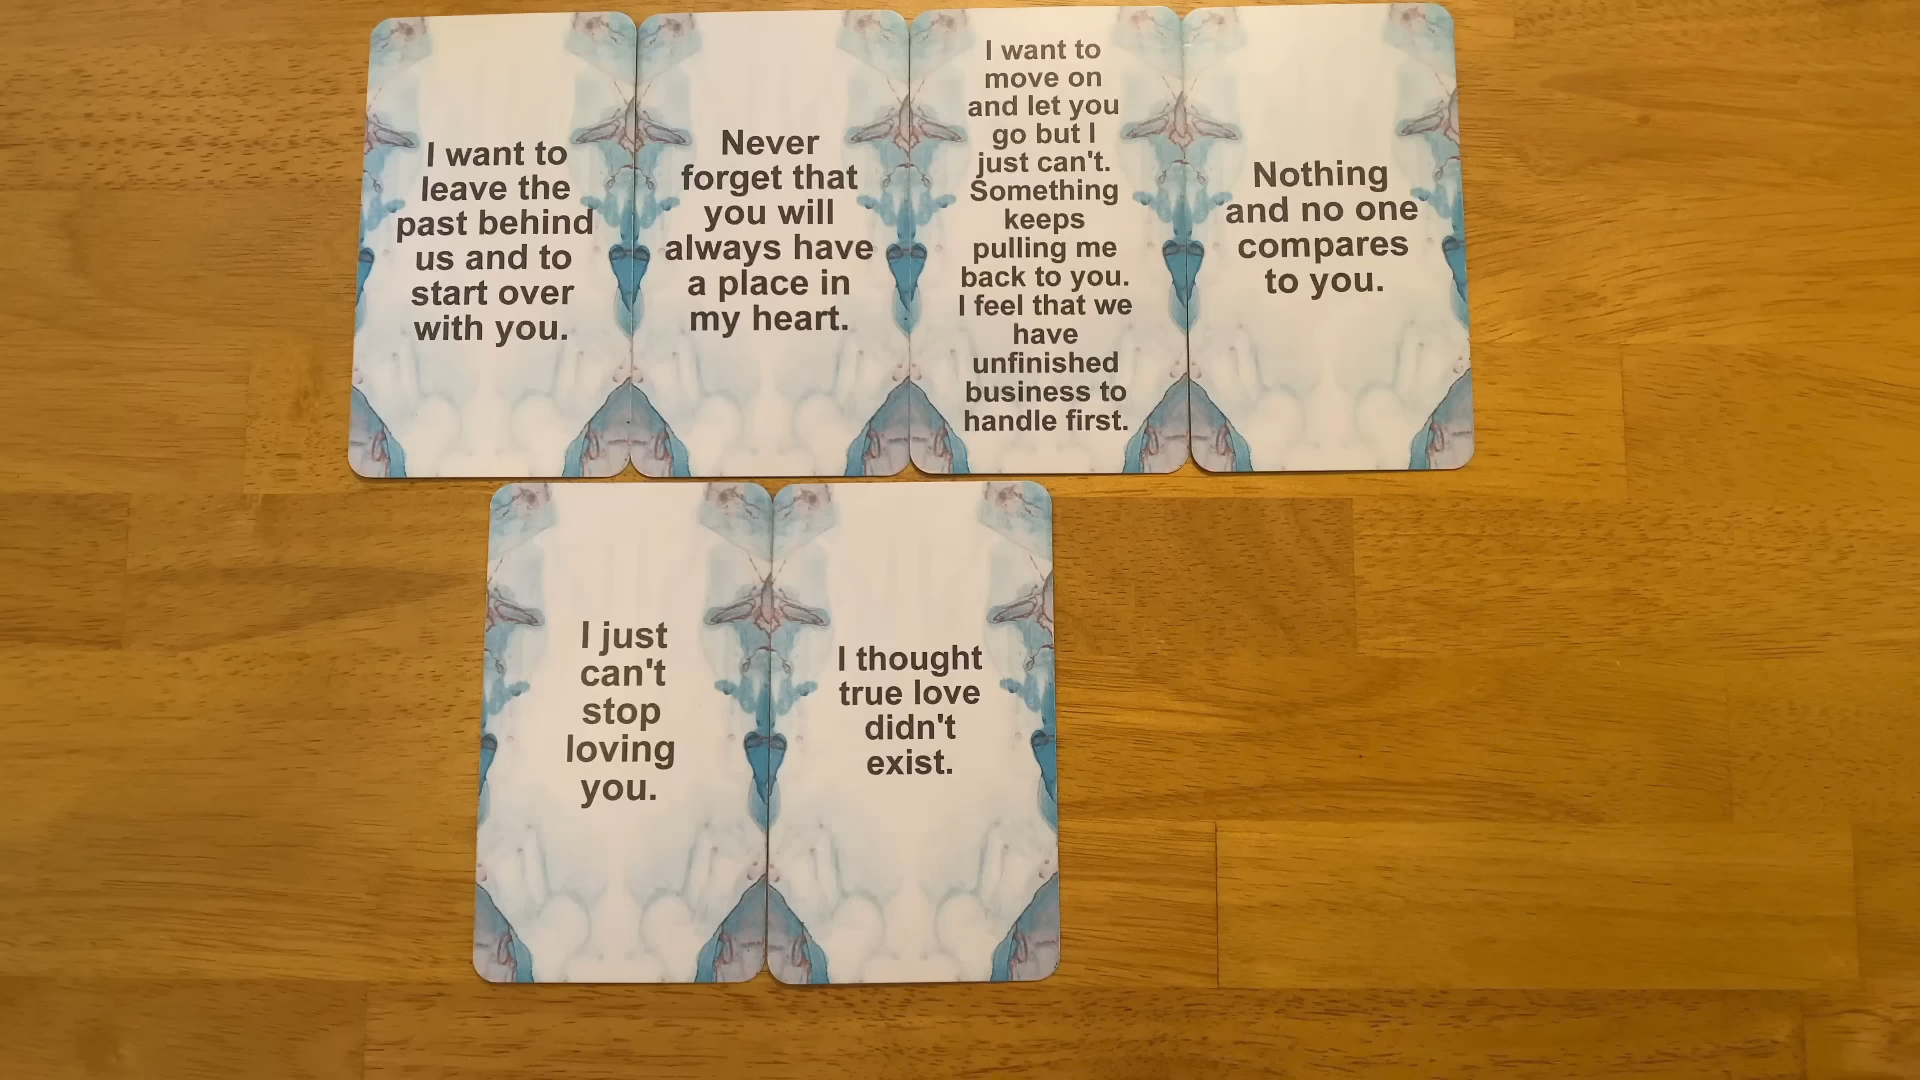 I want to
leave the
past behind
us and to
start over
with you.
Never
forget that
you will
always have
a place in
my heart.
I want to
move on
and let you
go but I
just can't.
Something
keeps
pulling me
back to you.
I feel that we
have
unfinished
business to
handle first.
Nothing
and no one
compares
to you.
I just
can't
stop
loving
you.
I thought
true love
didn't
exist.